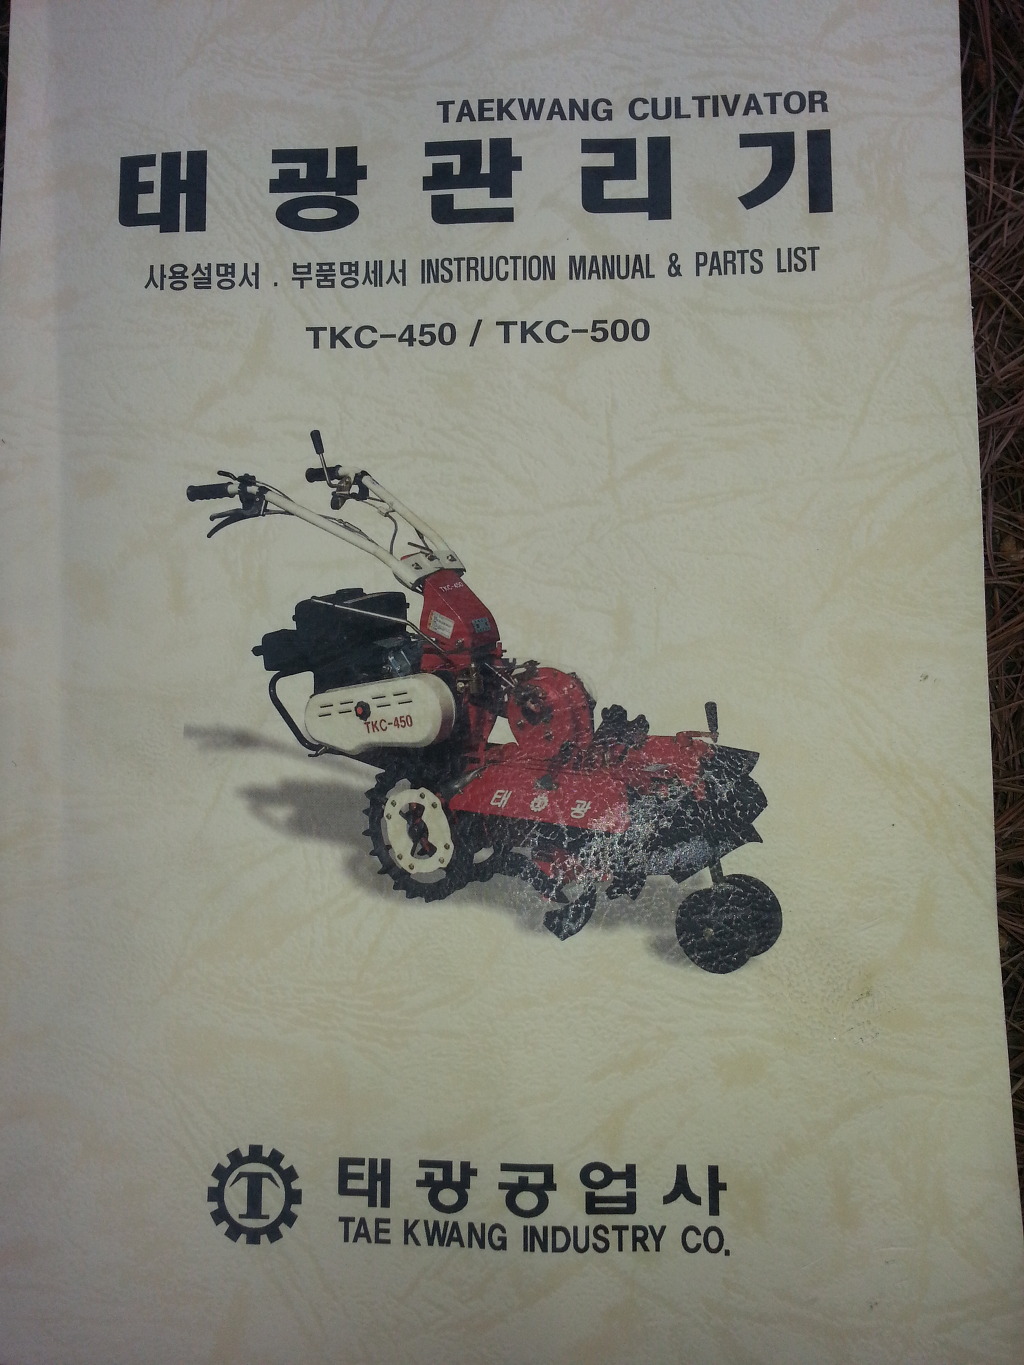 TAEKWANG CULTIVATOR
태광관리기
사용설명서 . 부품명세서 INSTRUCTION MANUAL & PARTS LIST
TKC-450 / TKC-500
TKC-450
TKC-450
태 광
T
태광공업사
TAE KWANG INDUSTRY CO.